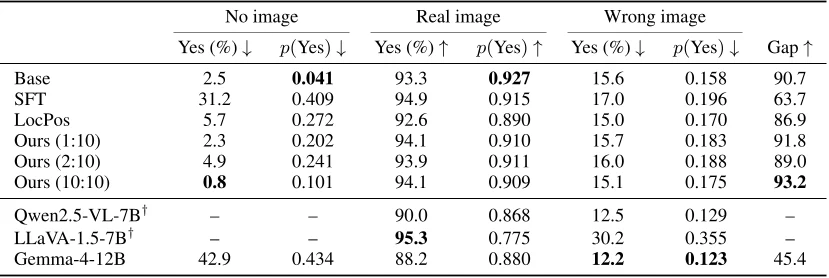 No image Real image Wrong image
Yes (%) ↓ p(Yes) ↓ Yes (%) ↑ p(Yes) ↑ Yes (%) ↓ p(Yes) ↓ Gap ↑
Base 2.5 0.041 93.3 0.927 15.6 0.158 90.7
SFT 31.2 0.409 94.9 0.915 17.0 0.196 63.7
LocPos 5.7 0.272 92.6 0.890 15.0 0.170 86.9
Ours (1:10) 2.3 0.202 94.1 0.910 15.7 0.183 91.8
Ours (2:10) 4.9 0.241 93.9 0.911 16.0 0.188 89.0
Ours (10:10) 0.8 0.101 94.1 0.909 15.1 0.175 93.2
Qwen2.5-VL-7B† – – 90.0 0.868 12.5 0.129 –
LLaVA-1.5-7B† – – 95.3 0.775 30.2 0.355 –
Gemma-4-12B 42.9 0.434 88.2 0.880 12.2 0.123 45.4